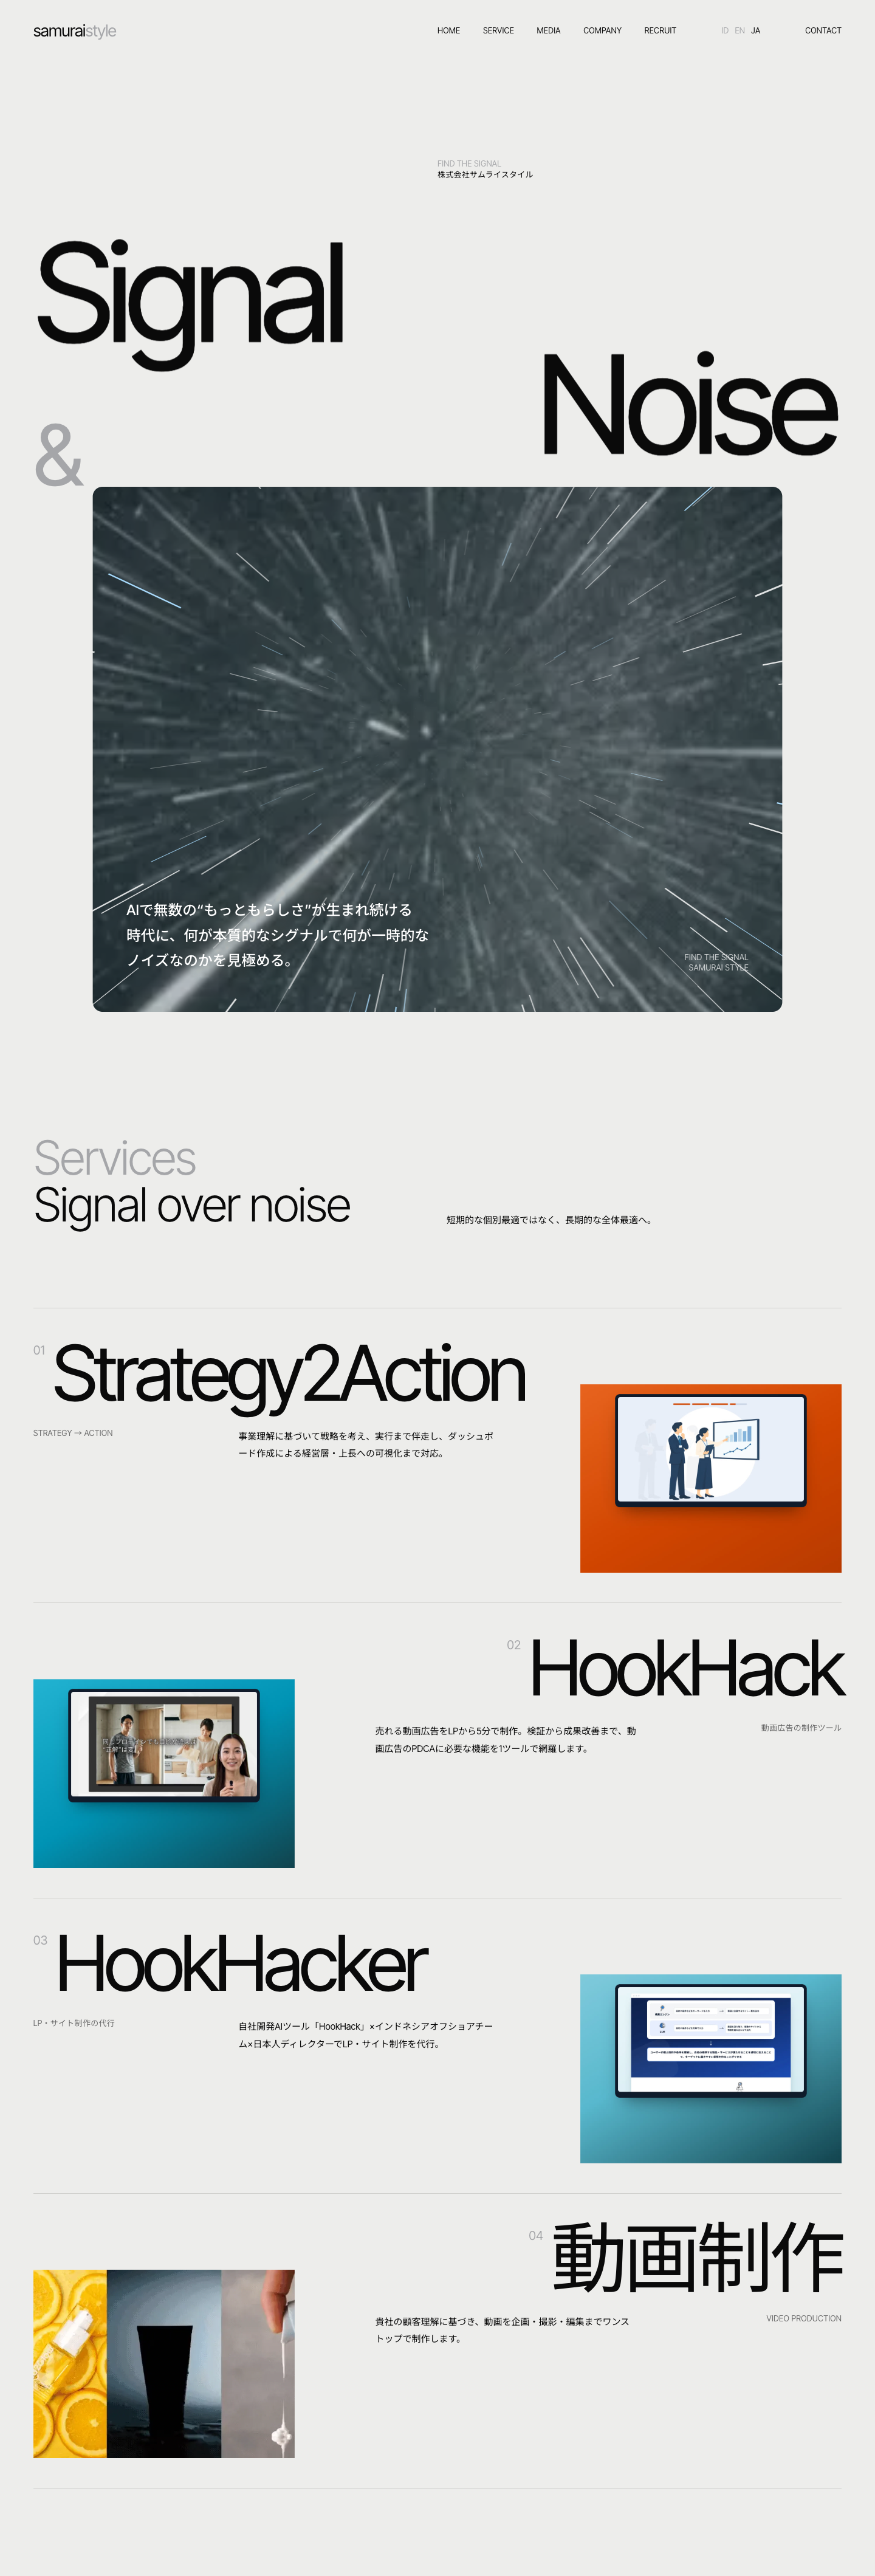 samuraistyle
HOME SERVICE MEDIA COMPANY RECRUIT ID EN JA CONTACT
FIND THE SIGNAL
株式会社サムライスタイル
Signal
Noise
&
AIで無数の“もっともらしさ”が生まれ続ける
時代に、何が本質的なシグナルで何が一時的な
ノイズなのかを見極める。
FIND THE SIGNAL
SAMURAI STYLE
Services
Signal over noise
短期的な個別最適ではなく、長期的な全体最適へ。
01
Strategy2Action
STRATEGY → ACTION
事業理解に基づいて戦略を考え、実行まで伴走し、ダッシュボ
ード作成による経営層・上長への可視化まで対応。
02
HookHack
売れる動画広告をLPから5分で制作。検証から成果改善まで、動
画広告のPDCAに必要な機能を1ツールで網羅します。
動画広告の制作ツール
03
HookHacker
LP・サイト制作の代行
自社開発AIツール「HookHack」×インドネシアオフショアチー
ム×日本人ディレクターでLP・サイト制作を代行。
04
動画制作
貴社の顧客理解に基づき、動画を企画・撮影・編集までワンス
トップで制作します。
VIDEO PRODUCTION